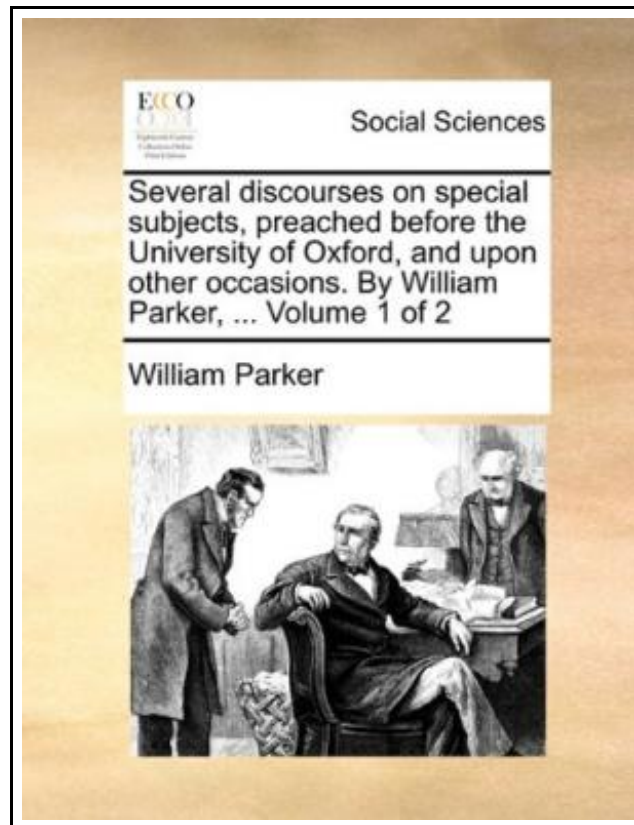 ECCO
Social Sciences
Several discourses on special
subjects, preached before the
University of Oxford, and upon
other occasions. By William
Parker, ... Volume 1 of 2
William Parker